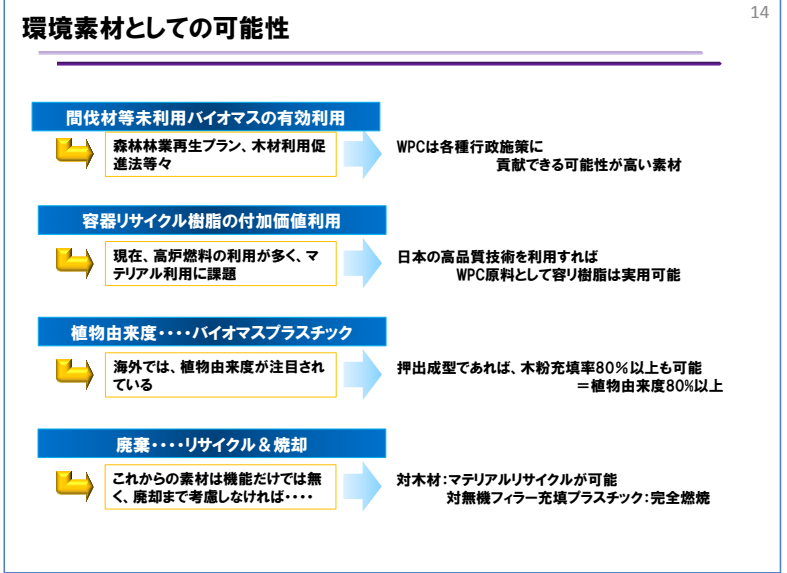 14
環境素材としての可能性
間伐材等未利用バイオマスの有効利用
森林林業再生プラン、木材利用促
進法等々
WPCは各種行政施策に
貢献できる可能性が高い素材
容器リサイクル樹脂の付加価値利用
現在、高炉燃料の利用が多く、マ
テリアル利用に課題
日本の高品質技術を利用すれば
WPC原料として容リ樹脂は実用可能
植物由来度・・・・バイオマスプラスチック
海外では、植物由来度が注目され
ている
押出成型であれば、木粉充填率80%以上も可能
=植物由来度80%以上
廃棄・・・・リサイクル&焼却
これからの素材は機能だけでは無
く、廃却まで考慮しなければ・・・・
対木材:マテリアルリサイクルが可能
対無機フィラー充填プラスチック:完全燃焼